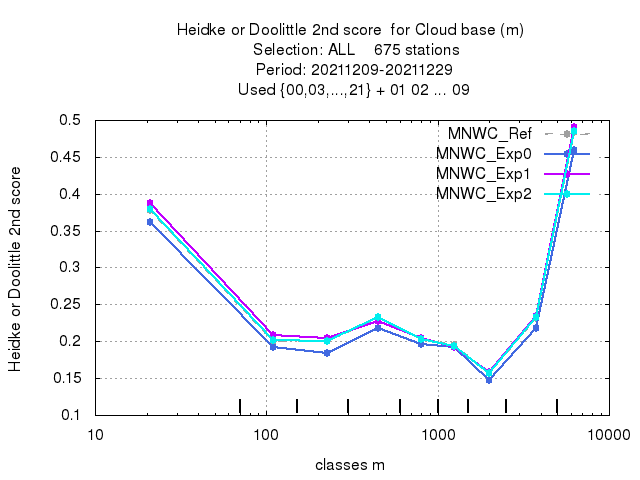 Heidke or Doolittle 2nd score  for Cloud base (m)
Selection: ALL    675 stations
Period: 20211209-20211229
Used {00,03,...,21} + 01 02 ... 09
Heidke or Doolittle 2nd score
0.5
0.45
0.4
0.35
0.3
0.25
0.2
0.15
0.1
MNWC_Ref
MNWC_Exp0
MNWC_Exp1
MNWC_Exp2
10 100 1000 10000
classes m